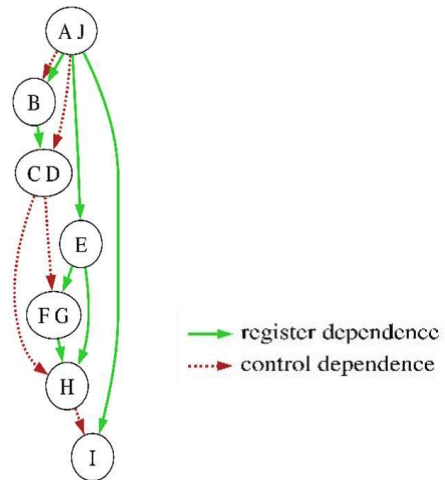 A J
B
C D
E
F G
register dependence
control dependence
H
I